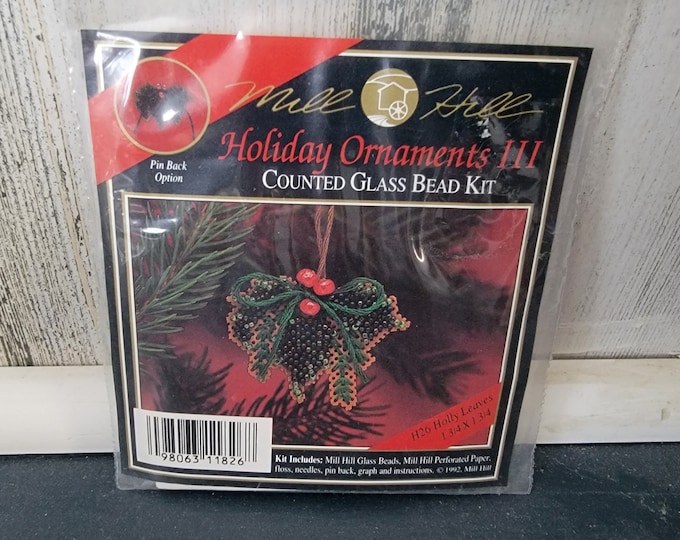 Mill Hill
Holiday Ornaments III
COUNTED GLASS BEAD KIT
Pin Back
Option
H26 Holly Leaves
1 3/4 X 1 3/4
98063 11826
Kit Includes: Mill Hill Glass Beads, Mill Hill Perforated Paper,
floss, needles, pin back, graph and instructions. © 1992, Mill Hill